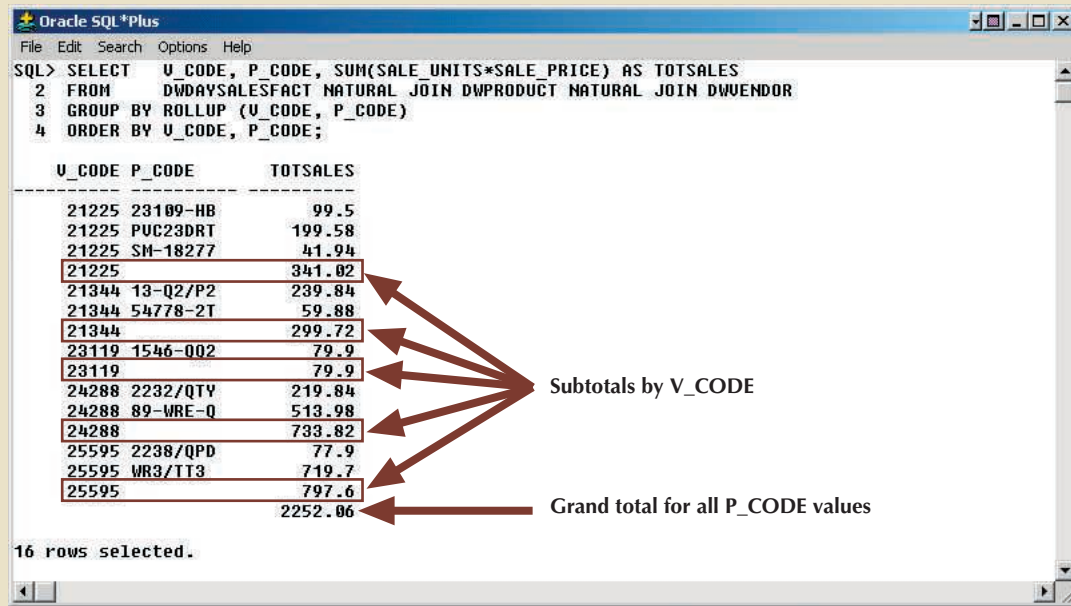 Oracle SQL*Plus
File Edit Search Options Help
SQL> SELECT V_CODE, P_CODE, SUM(SALE_UNITS*SALE_PRICE) AS TOTSALES
2 FROM DWDAYSALESFACT NATURAL JOIN DWPRODUCT NATURAL JOIN DWVENDOR
3 GROUP BY ROLLUP (V_CODE, P_CODE)
4 ORDER BY V_CODE, P_CODE;
V_CODE P_CODE TOTSALES
---------- ---------- ----------
21225 23109-HB 99.5
21225 PVC23DRT 199.58
21225 SM-18277 41.94
21225 341.02
21344 13-Q2/P2 239.84
21344 54778-2T 59.88
21344 299.72
23119 1546-QQ2 79.9
23119 79.9
24288 2232/QTY 219.84
24288 89-WRE-Q 513.98
24288 733.82
25595 2238/QPD 77.9
25595 WR3/TT3 719.7
25595 797.6
2252.06
Subtotals by V_CODE
Grand total for all P_CODE values
16 rows selected.